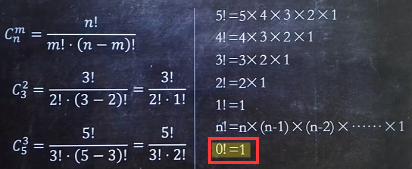 C_n^m = n! / (m! · (n − m)!)
C_3^2 = 3! / (2! · (3 − 2)!) = 3! / (2! · 1!)
C_5^3 = 5! / (3! · (5 − 3)!) = 5! / (3! · 2!)
5!=5×4×3×2×1
4!=4×3×2×1
3!=3×2×1
2!=2×1
1!=1
n!=n×(n-1)×(n-2)×······×1
0!=1